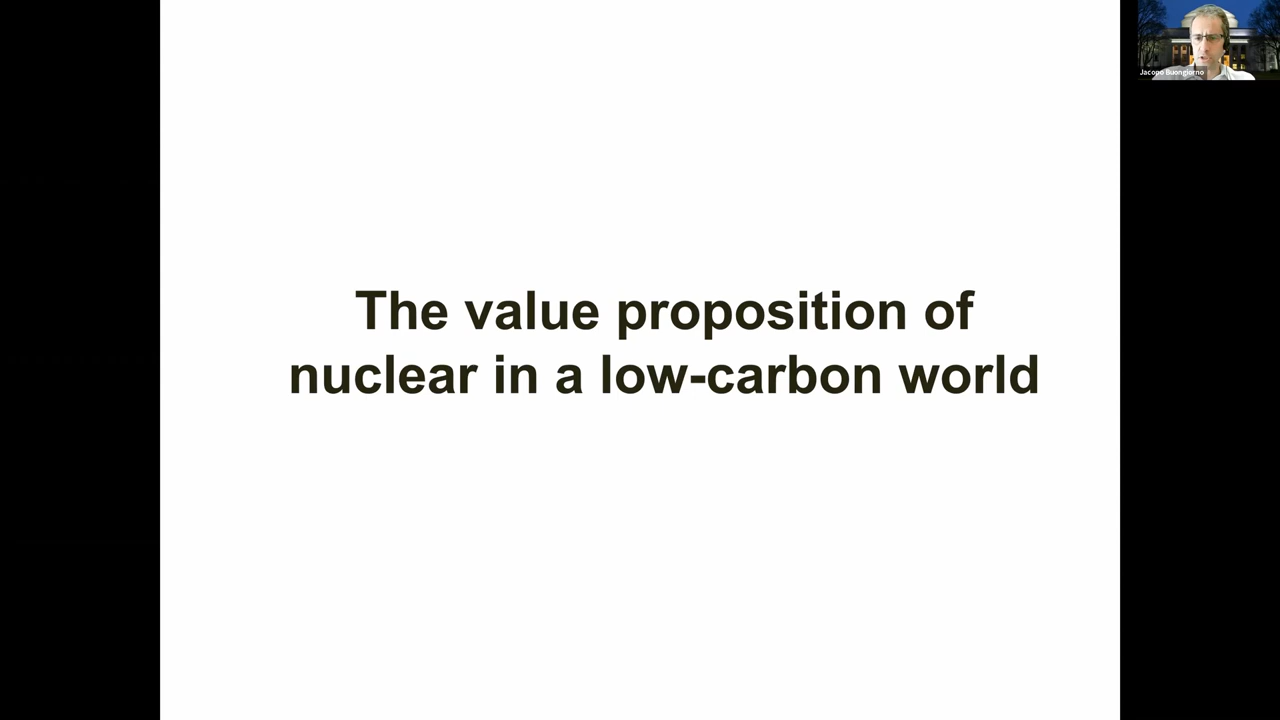 The value proposition of
nuclear in a low-carbon world
Jacopo Buongiorno